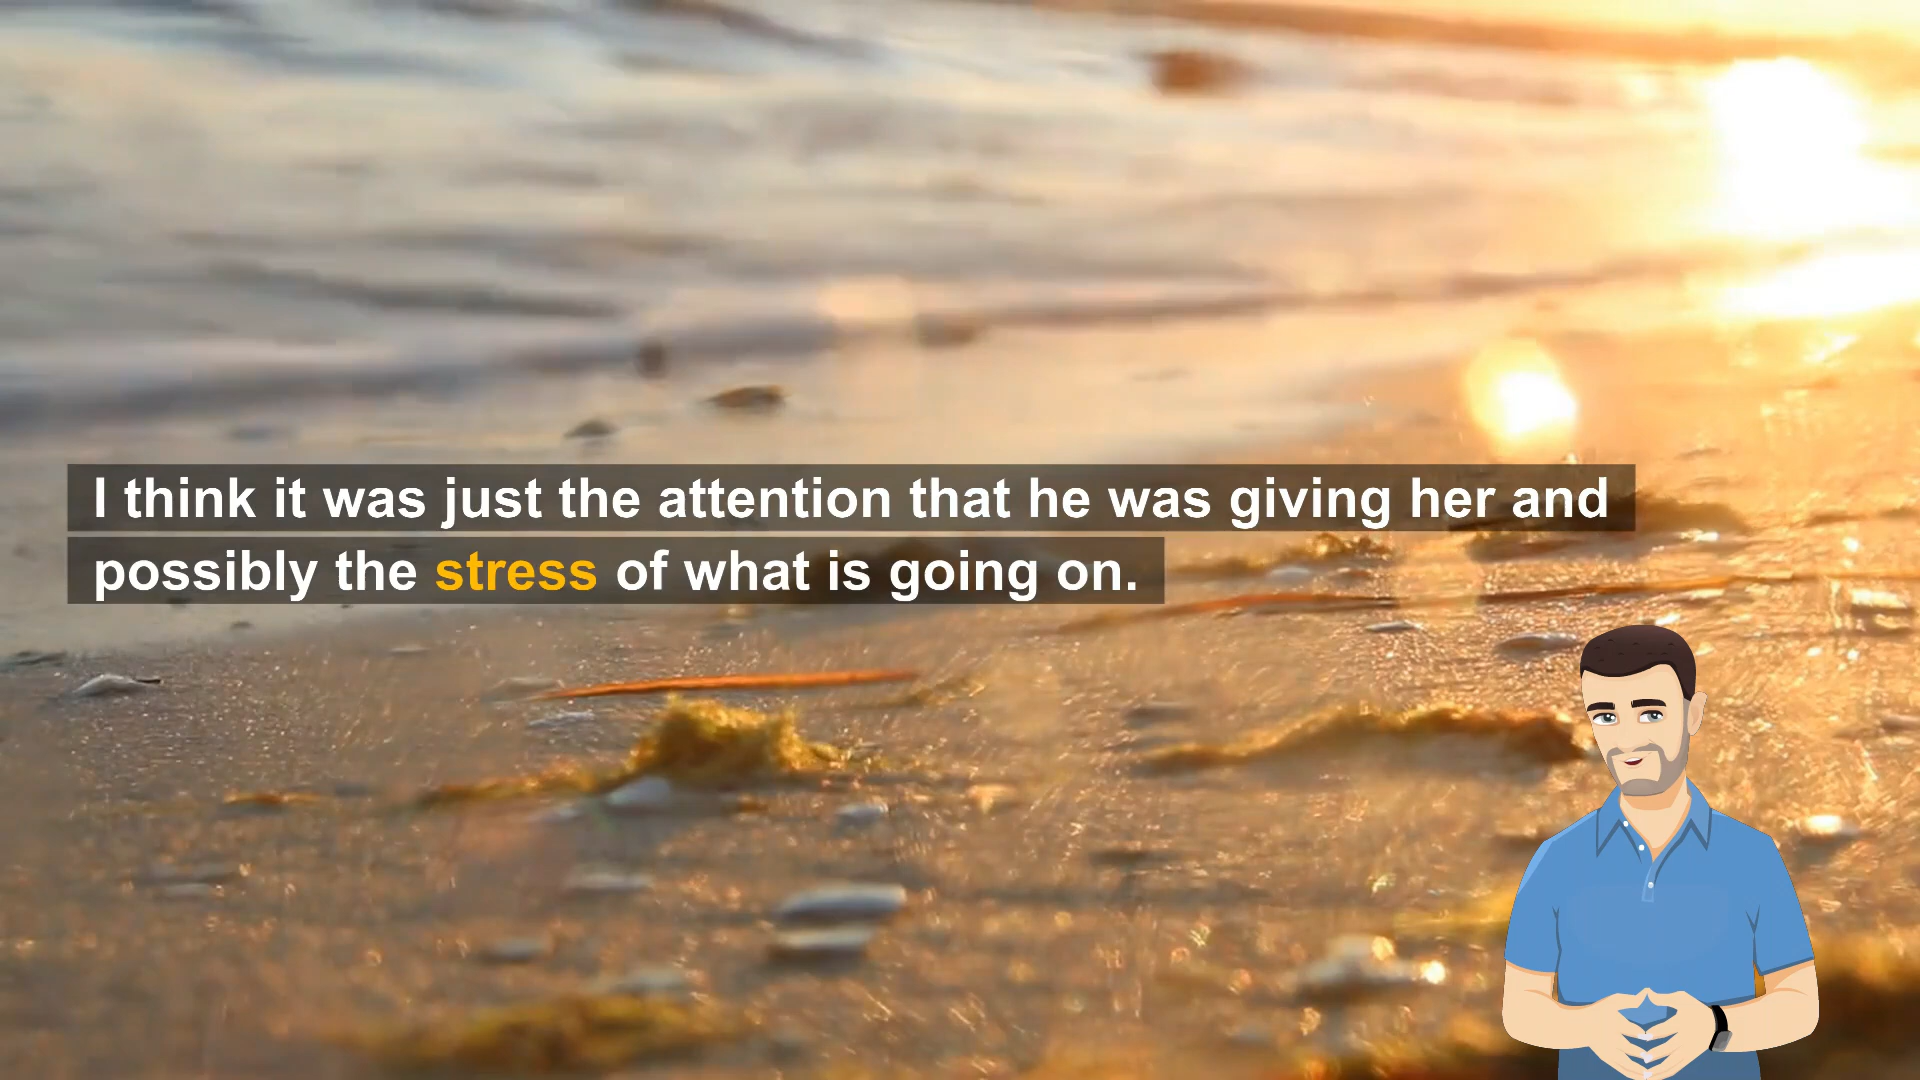 I think it was just the attention that he was giving her and
possibly the stress of what is going on.